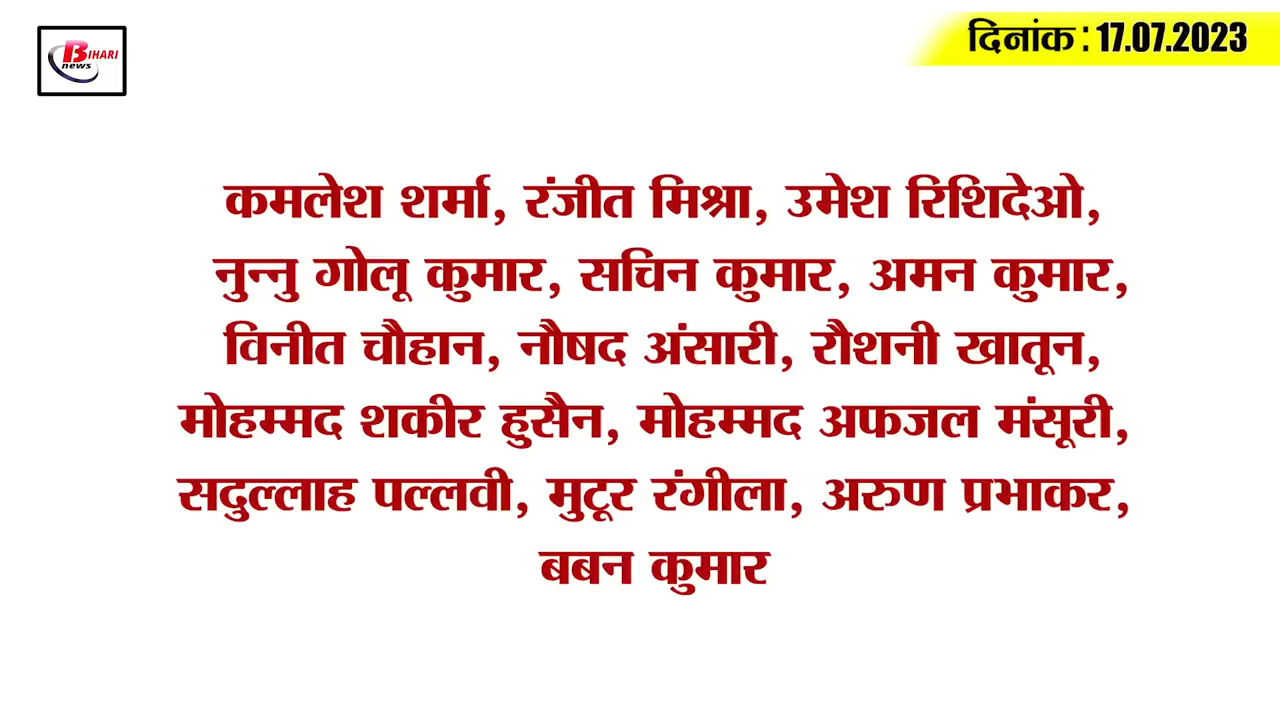 BIHARI
news
दिनांक : 17.07.2023
कमलेश शर्मा, रंजीत मिश्रा, उमेश रिशिदेओ,
नुन्नु गोलू कुमार, सचिन कुमार, अमन कुमार,
विनीत चौहान, नौषद अंसारी, रौशनी खातून,
मोहम्मद शकीर हुसैन, मोहम्मद अफजल मंसूरी,
सदुल्लाह पल्लवी, मुटूर रंगीला, अरुण प्रभाकर,
बबन कुमार